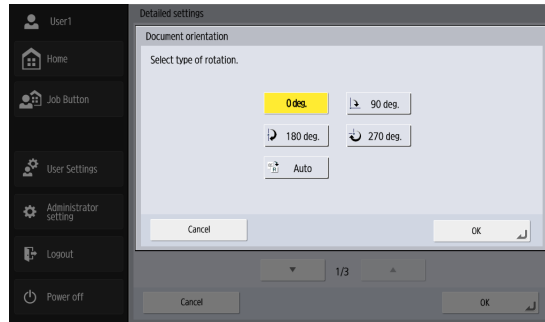 User1
Home
Job Button
User Settings
Administrator
setting
Logout
Power off
Detailed settings
Document orientation
Select type of rotation.
0 deg.
90 deg.
180 deg.
270 deg.
Auto
Cancel
OK
1/3
Cancel
OK